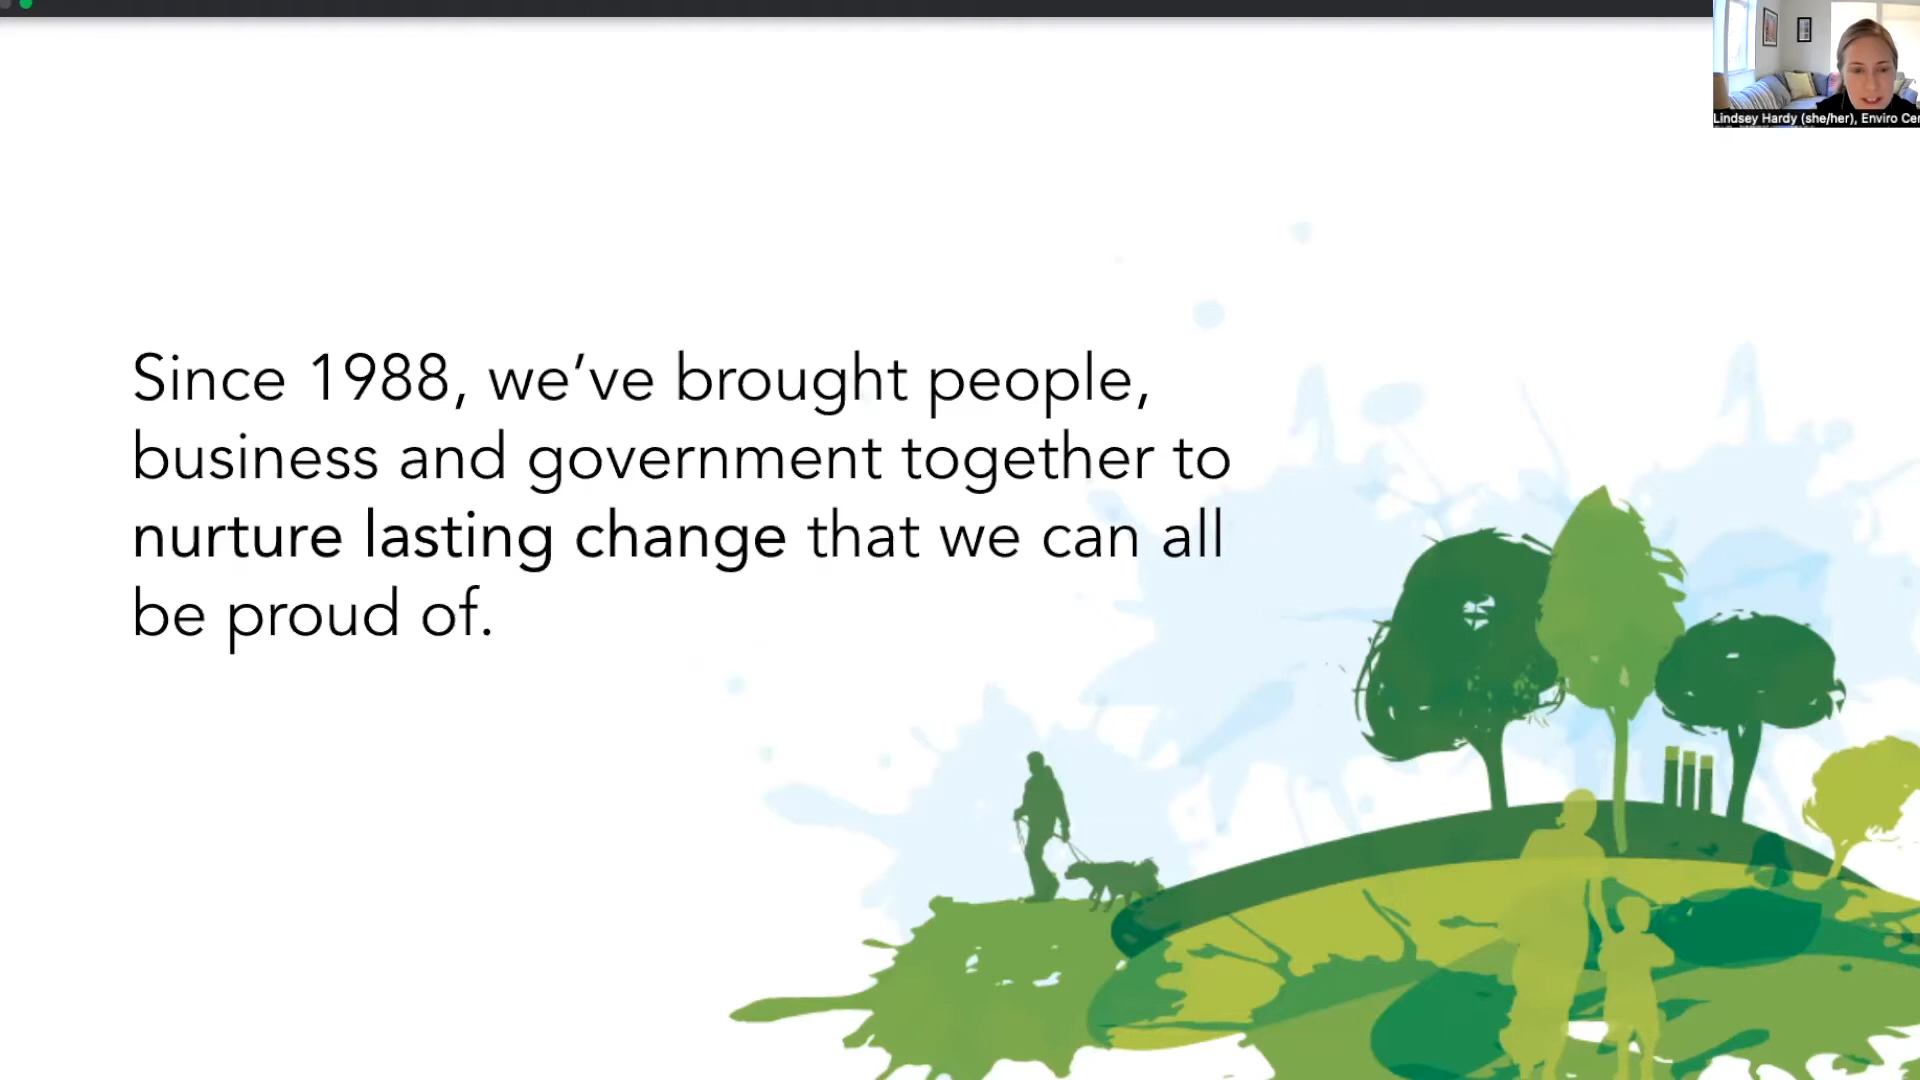 Lindsey Hardy (she/her), Enviro Cen
Since 1988, we've brought people,
business and government together to
nurture lasting change that we can all
be proud of.